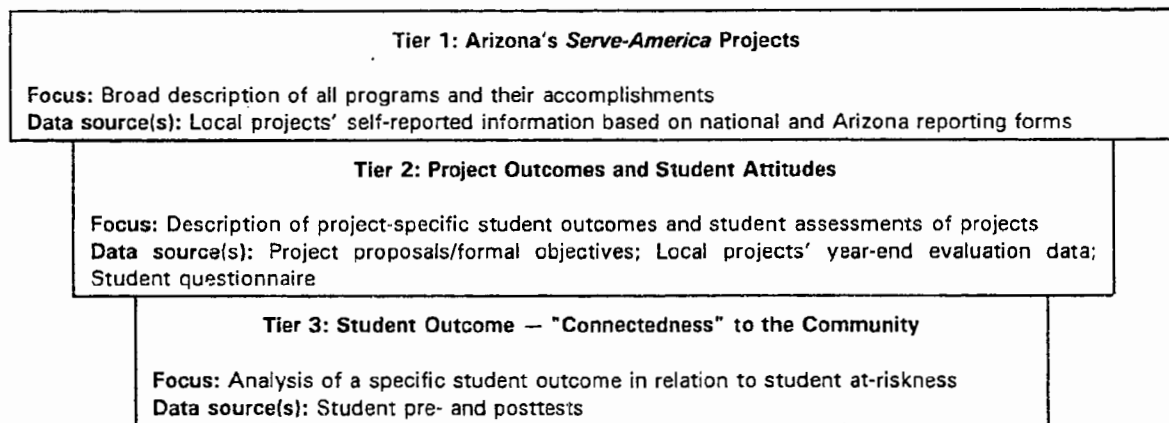 Tier 1: Arizona's Serve-America Projects
Focus: Broad description of all programs and their accomplishments
Data source(s): Local projects' self-reported information based on national and Arizona reporting forms
Tier 2: Project Outcomes and Student Attitudes
Focus: Description of project-specific student outcomes and student assessments of projects
Data source(s): Project proposals/formal objectives; Local projects' year-end evaluation data;
Student questionnaire
Tier 3: Student Outcome — "Connectedness" to the Community
Focus: Analysis of a specific student outcome in relation to student at-riskness
Data source(s): Student pre- and posttests